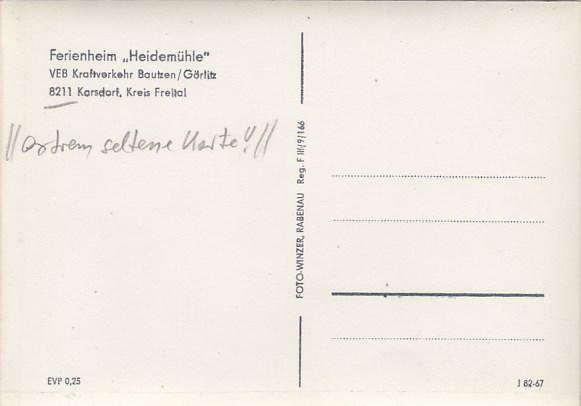 Ferienheim „Heidemühle"
VEB Kraftverkehr Bautzen/Görlitz
8211 Karsdorf, Kreis Freital
//extrem seltene Karte!!//
FOTO-WINZER, RABENAU Reg. F III/9/166
EVP 0,25
J 82-67